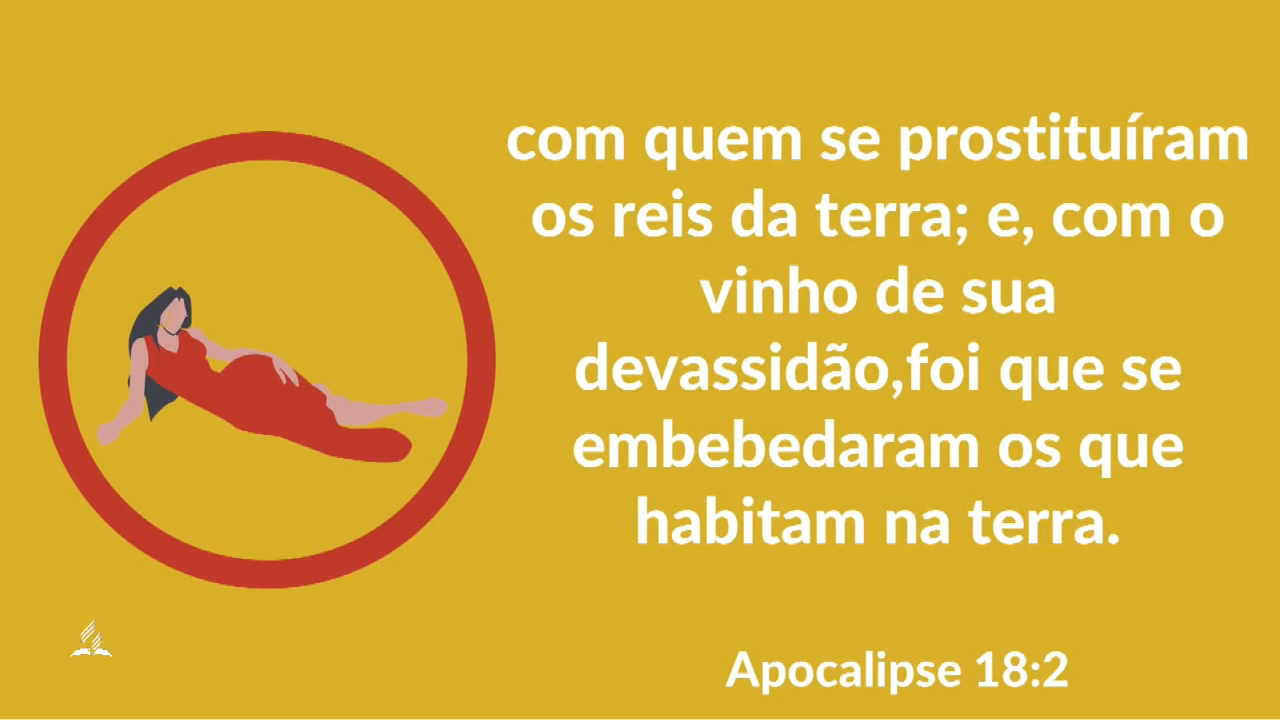 com quem se prostituíram
os reis da terra; e, com o
vinho de sua
devassidão,foi que se
embebedaram os que
habitam na terra.
Apocalipse 18:2